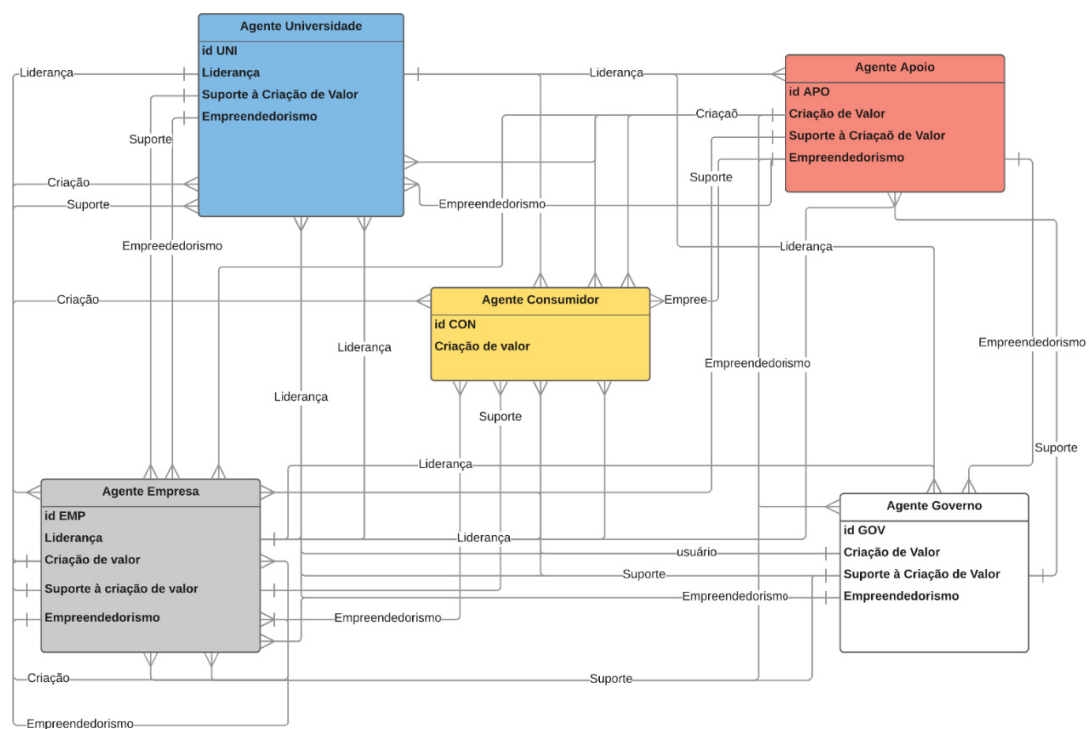 Agente Universidade
id UNI
Liderança
Suporte à Criação de Valor
Empreendedorismo
Agente Apoio
id APO
Criação de Valor
Suporte à Criaçaõ de Valor
Empreendedorismo
Liderança
Liderança
Criaçaõ
Suporte
Suporte
Criação
Suporte
Empreendedorismo
Empreededorismo
Liderança
Criação
Agente Consumidor
id CON
Criação de valor
Empree
Empreendedorismo
Liderança
Empreendedorismo
Liderança
Suporte
Suporte
Liderança
Agente Empresa
id EMP
Liderança
Criação de valor
Suporte à criação de valor
Empreendedorismo
Agente Governo
id GOV
Criação de Valor
Suporte à Criação de Valor
Empreendedorismo
Liderança
usuário
Suporte
Empreendedorismo
Empreendedorismo
Criação
Suporte
Empreendedorismo